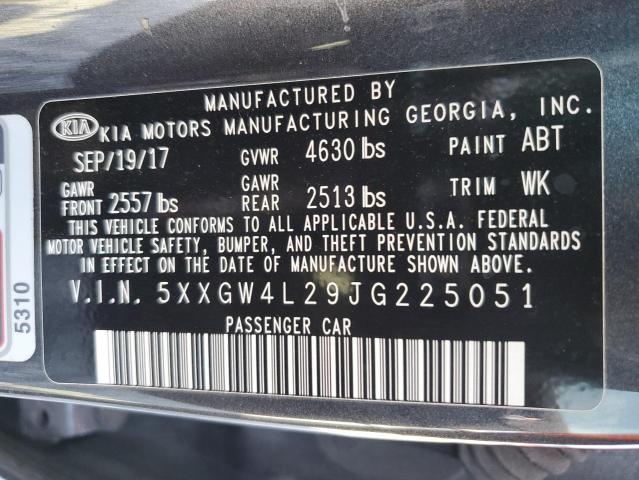 MANUFACTURED BY
KIA KIA MOTORS MANUFACTURING GEORGIA, INC.
SEP/19/17 GVWR 4630 lbs PAINT ABT
GAWR FRONT 2557 lbs GAWR REAR 2513 lbs TRIM WK
THIS VEHICLE CONFORMS TO ALL APPLICABLE U.S.A. FEDERAL
MOTOR VEHICLE SAFETY, BUMPER, AND THEFT PREVENTION STANDARDS
IN EFFECT ON THE DATE OF MANUFACTURE SHOWN ABOVE.
V.I.N. 5XXGW4L29JG225051
PASSENGER CAR
5310